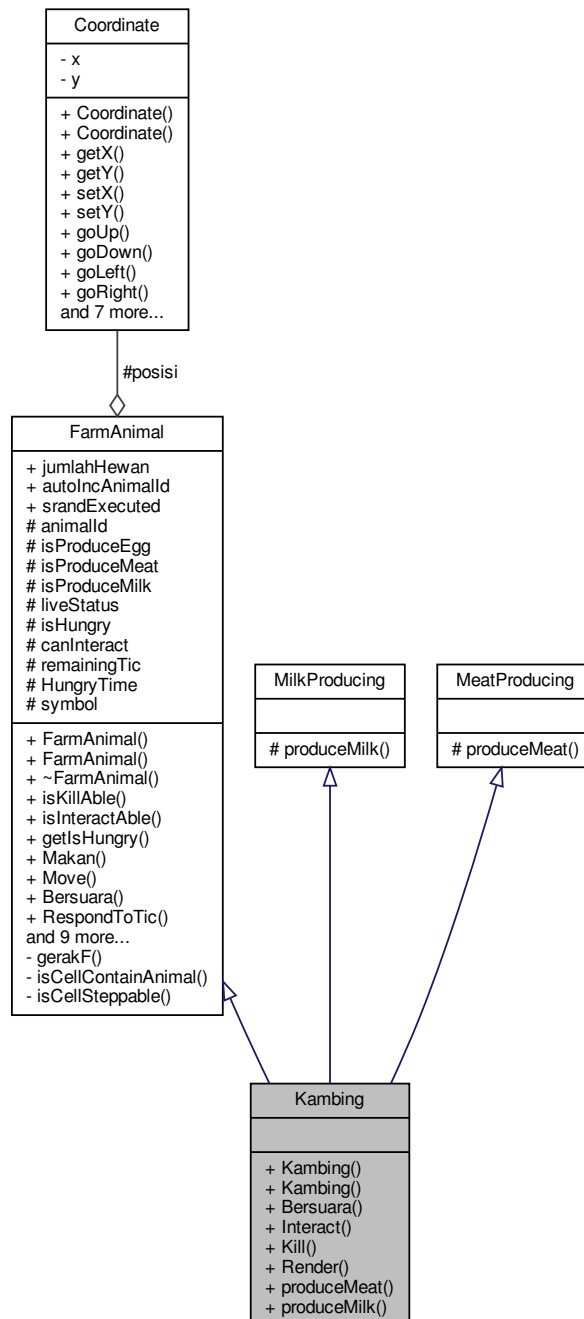 Coordinate
- x
- y
+ Coordinate()
+ Coordinate()
+ getX()
+ getY()
+ setX()
+ setY()
+ goUp()
+ goDown()
+ goLeft()
+ goRight()
and 7 more...
#posisi
FarmAnimal
+ jumlahHewan
+ autoIncAnimalId
+ srandExecuted
# animalId
# isProduceEgg
# isProduceMeat
# isProduceMilk
# liveStatus
# isHungry
# canInteract
# remainingTic
# HungryTime
# symbol
+ FarmAnimal()
+ FarmAnimal()
+ ~FarmAnimal()
+ isKillAble()
+ isInteractAble()
+ getIsHungry()
+ Makan()
+ Move()
+ Bersuara()
+ RespondToTic()
and 9 more...
- gerakF()
- isCellContainAnimal()
- isCellSteppable()
MilkProducing
# produceMilk()
MeatProducing
# produceMeat()
Kambing
+ Kambing()
+ Kambing()
+ Bersuara()
+ Interact()
+ Kill()
+ Render()
+ produceMeat()
+ produceMilk()